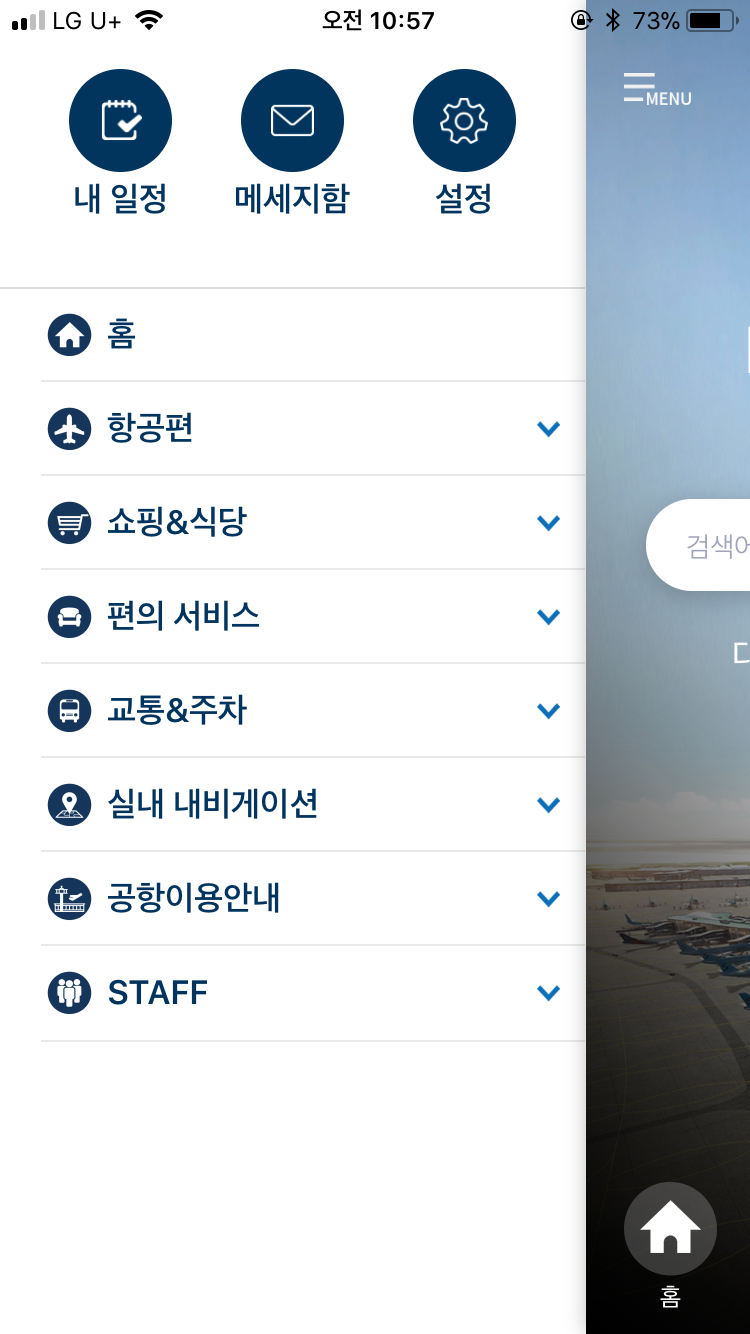 LG U+ 오전 10:57 73%
MENU
내 일정 메세지함 설정
홈
항공편
쇼핑&식당
검색어
편의 서비스
교통&주차
실내 내비게이션
공항이용안내
STAFF
홈